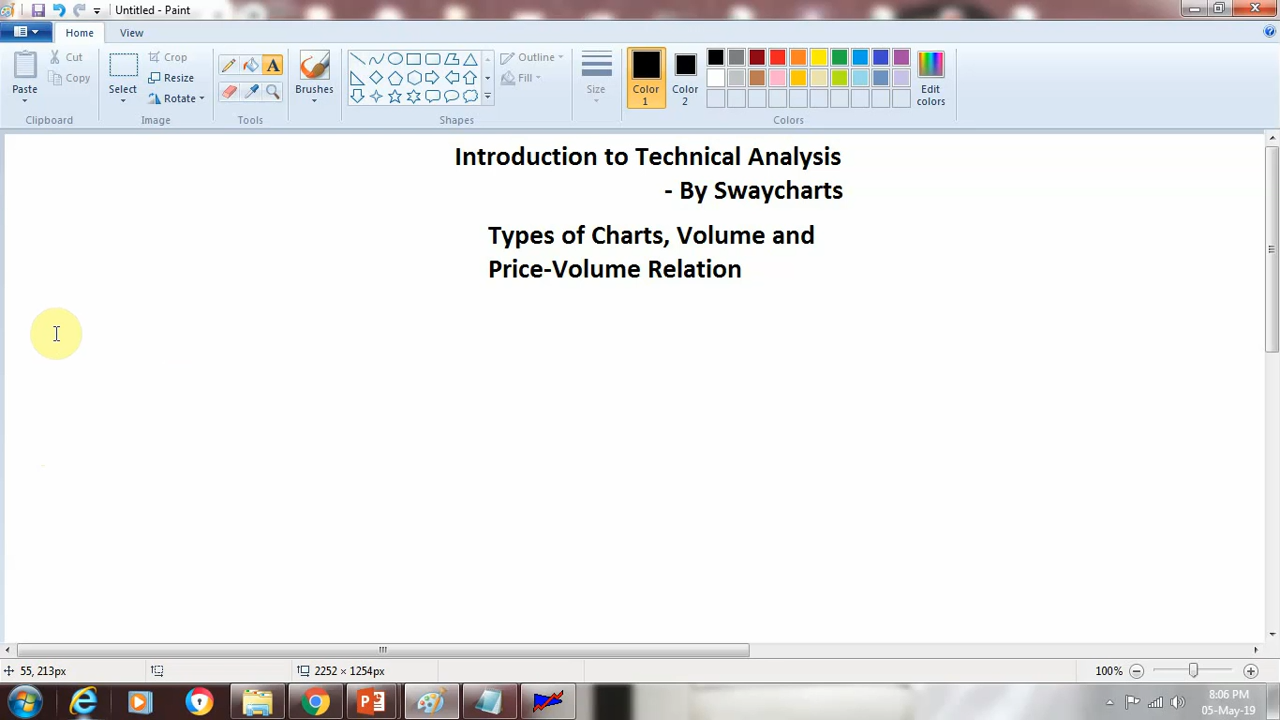 Untitled - Paint
Home
View
Paste
Cut
Copy
Clipboard
Select
Crop
Resize
Rotate
Image
A
Tools
Brushes
Shapes
Outline
Fill
Size
Color 1
Color 2
Edit colors
Colors
Introduction to Technical Analysis
- By Swaycharts
Types of Charts, Volume and
Price-Volume Relation
55, 213px
2252 × 1254px
100%
8:06 PM
05-May-19